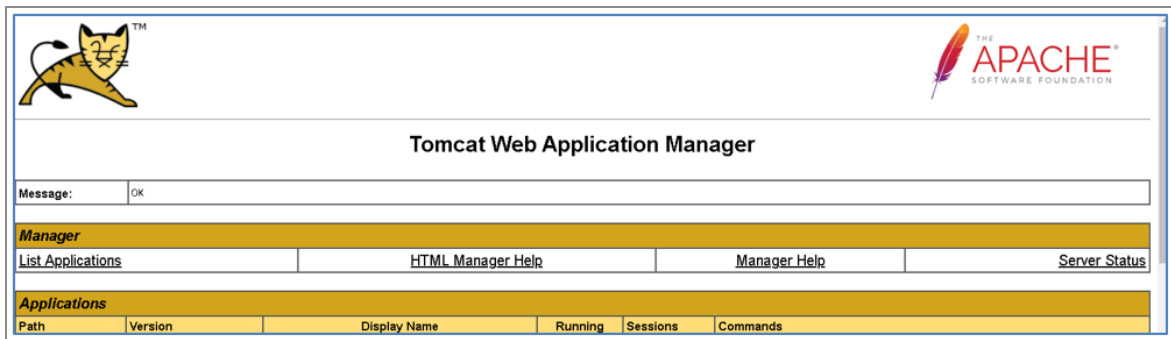 TM
THE
APACHE®
SOFTWARE FOUNDATION
Tomcat Web Application Manager
Message: OK
Manager
List Applications HTML Manager Help Manager Help Server Status
Applications
Path Version Display Name Running Sessions Commands